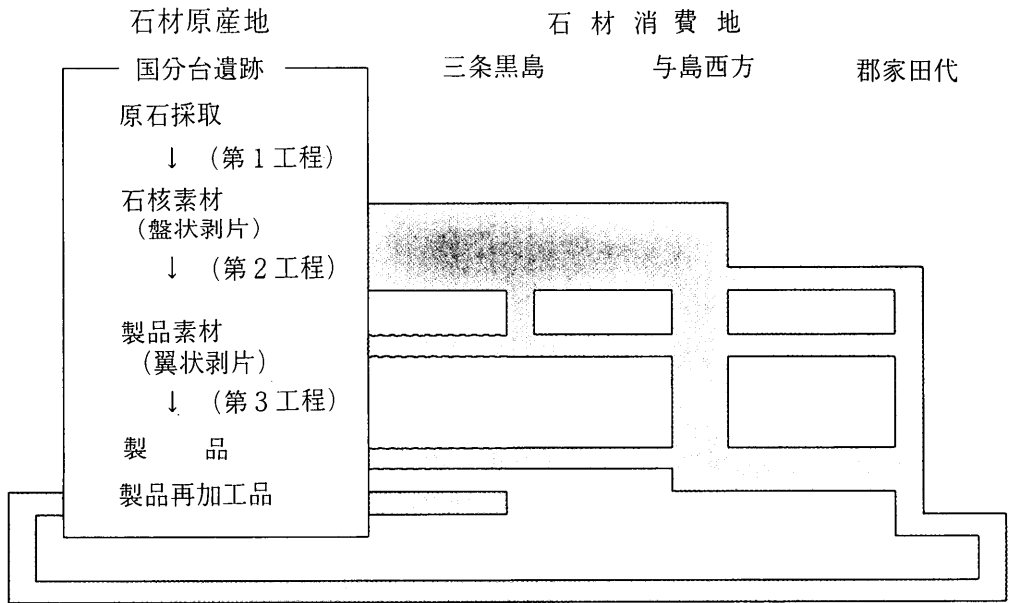 石材原産地
石材消費地
国分台遺跡
三条黒島
与島西方
郡家田代
原石採取
↓（第１工程）
石核素材
（盤状剥片）
↓（第２工程）
製品素材
（翼状剥片）
↓（第３工程）
製品
製品再加工品